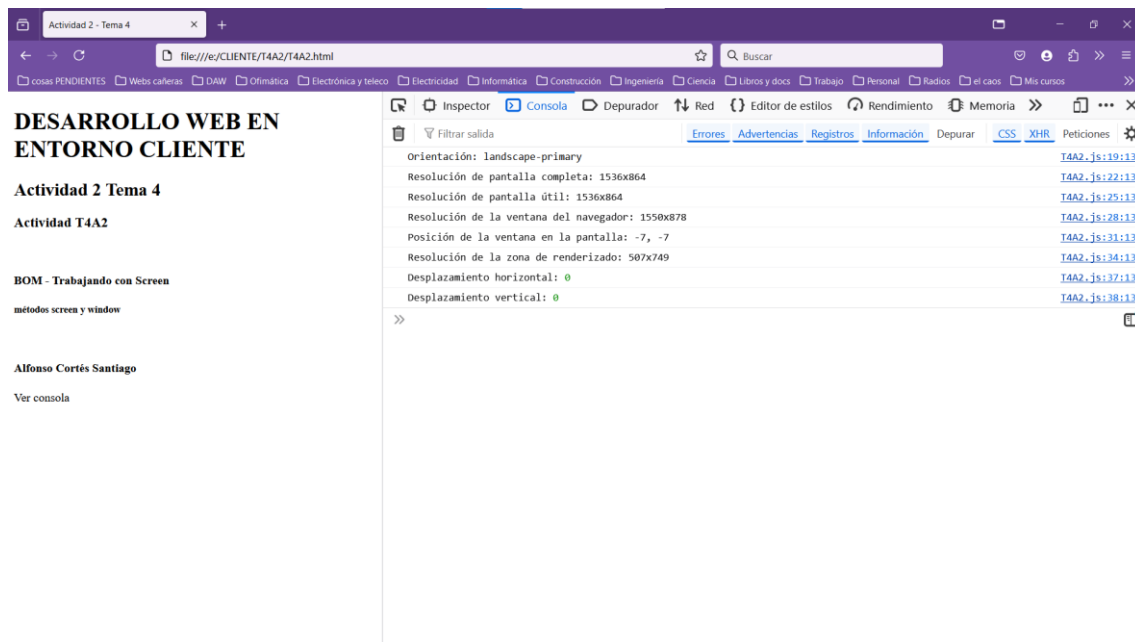 Actividad 2 - Tema 4
file:///e:/CLIENTE/T4A2/T4A2.html
Buscar
cosas PENDIENTES Webs cañeras DAW Ofimática Electrónica y teleco Electricidad Informática Construcción Ingeniería Ciencia Libros y docs Trabajo Personal Radios el caos Mis cursos
DESARROLLO WEB EN
ENTORNO CLIENTE
Actividad 2 Tema 4
Actividad T4A2
BOM - Trabajando con Screen
métodos screen y window
Alfonso Cortés Santiago
Ver consola
Inspector Consola Depurador Red Editor de estilos Rendimiento Memoria
Filtrar salida Errores Advertencias Registros Información Depurar CSS XHR Peticiones
Orientación: landscape-primary T4A2.js:19:13
Resolución de pantalla completa: 1536x864 T4A2.js:22:13
Resolución de pantalla útil: 1536x864 T4A2.js:25:13
Resolución de la ventana del navegador: 1550x878 T4A2.js:28:13
Posición de la ventana en la pantalla: -7, -7 T4A2.js:31:13
Resolución de la zona de renderizado: 507x749 T4A2.js:34:13
Desplazamiento horizontal: 0 T4A2.js:37:13
Desplazamiento vertical: 0 T4A2.js:38:13